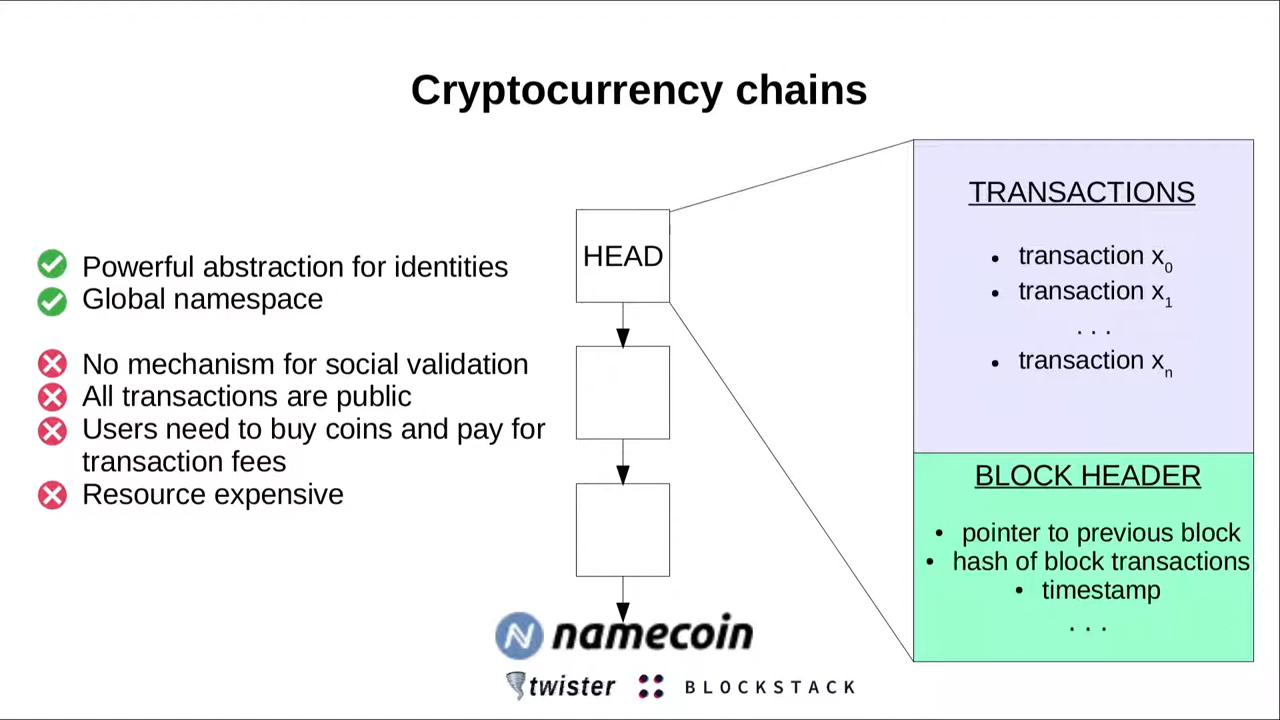 Cryptocurrency chains
Powerful abstraction for identities
Global namespace
No mechanism for social validation
All transactions are public
Users need to buy coins and pay for
transaction fees
Resource expensive
HEAD
TRANSACTIONS
• transaction x₀
• transaction x₁
. . .
• transaction xₙ
BLOCK HEADER
• pointer to previous block
• hash of block transactions
• timestamp
. . .
N namecoin
twister BLOCKSTACK